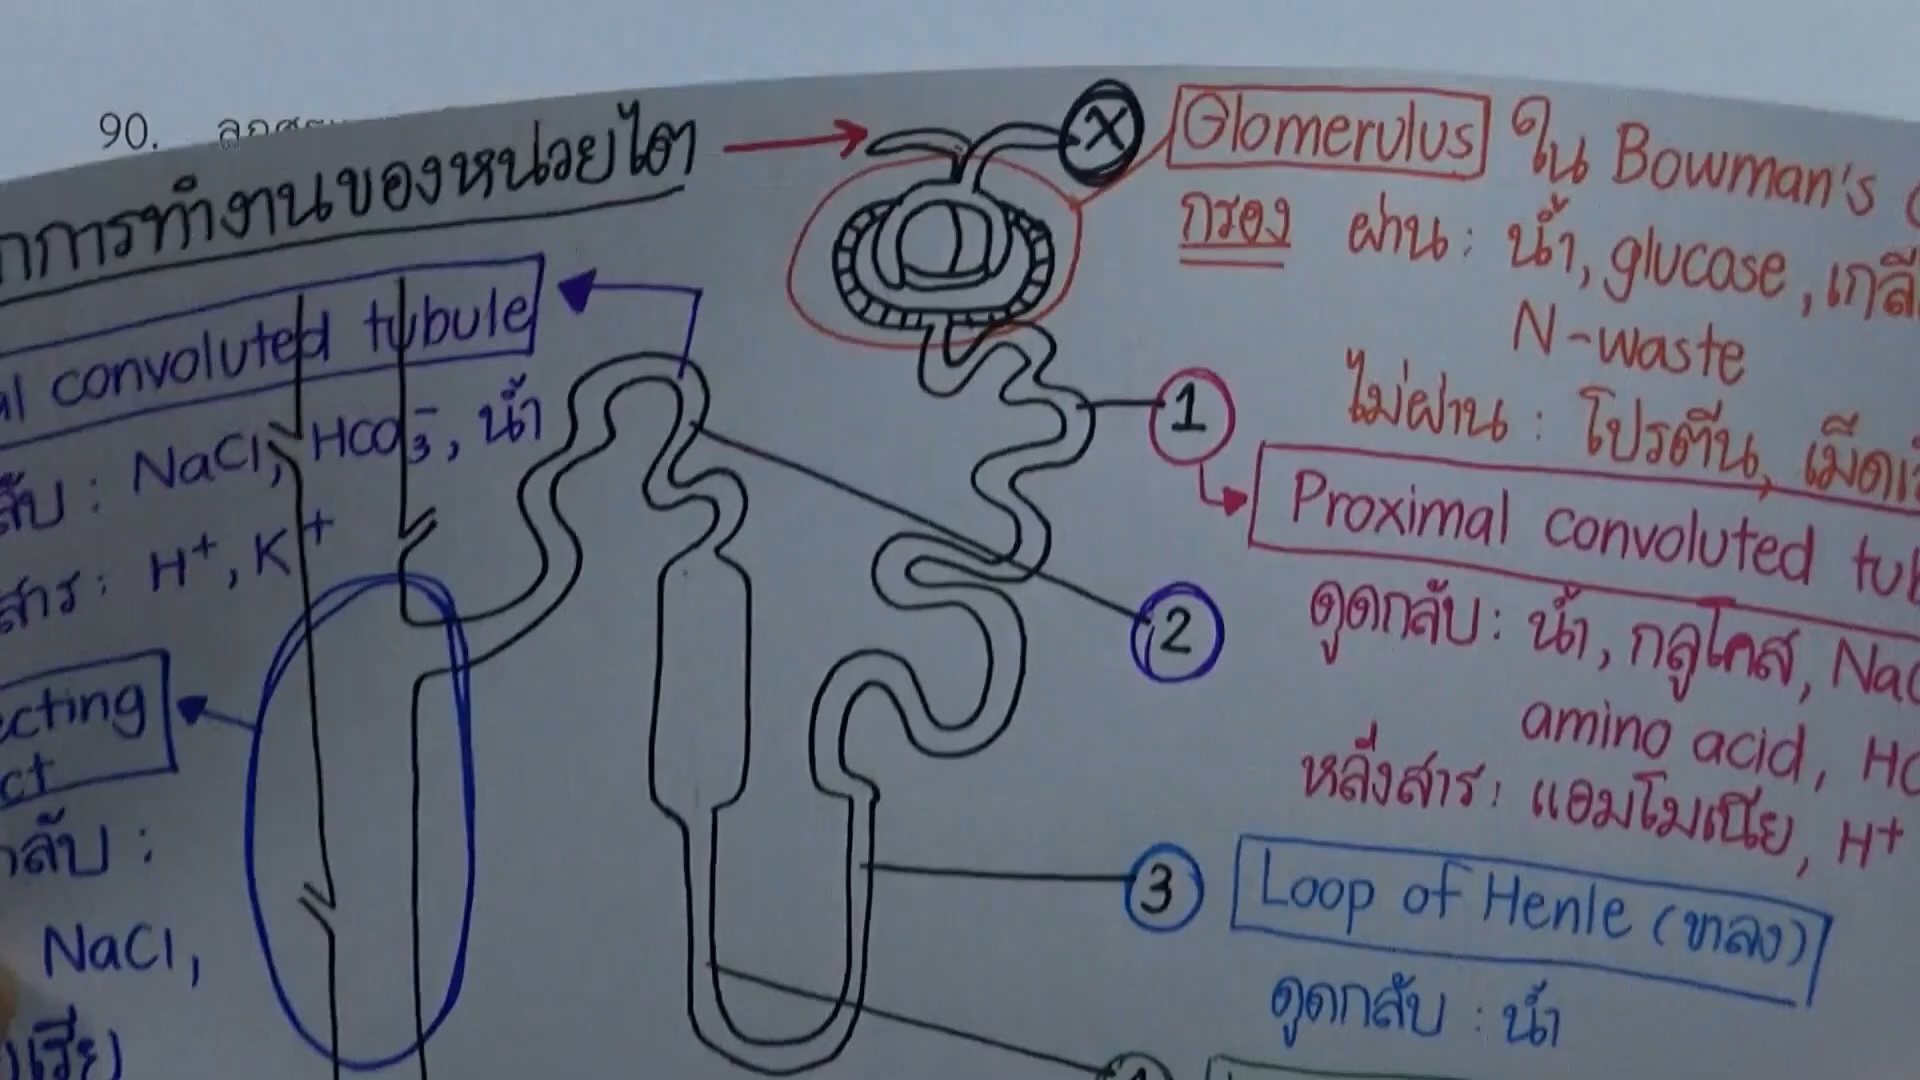 90.
การทำงานของหน่วยไต
X
Glomerulus ใน Bowman's
กรอง ผ่าน : น้ำ, glucose,
N-waste
ไม่ผ่าน : โปรตีน,
convoluted tubule
NaCl, HCO3-, น้ำ
สาร : H+, K+
1
Proximal convoluted
ดูดกลับ : น้ำ, กลูโคส,
amino acid,
หลั่งสาร : แอมโมเนีย, H+
2
3
Loop of Henle (ขาลง)
ดูดกลับ : น้ำ
NaCl,